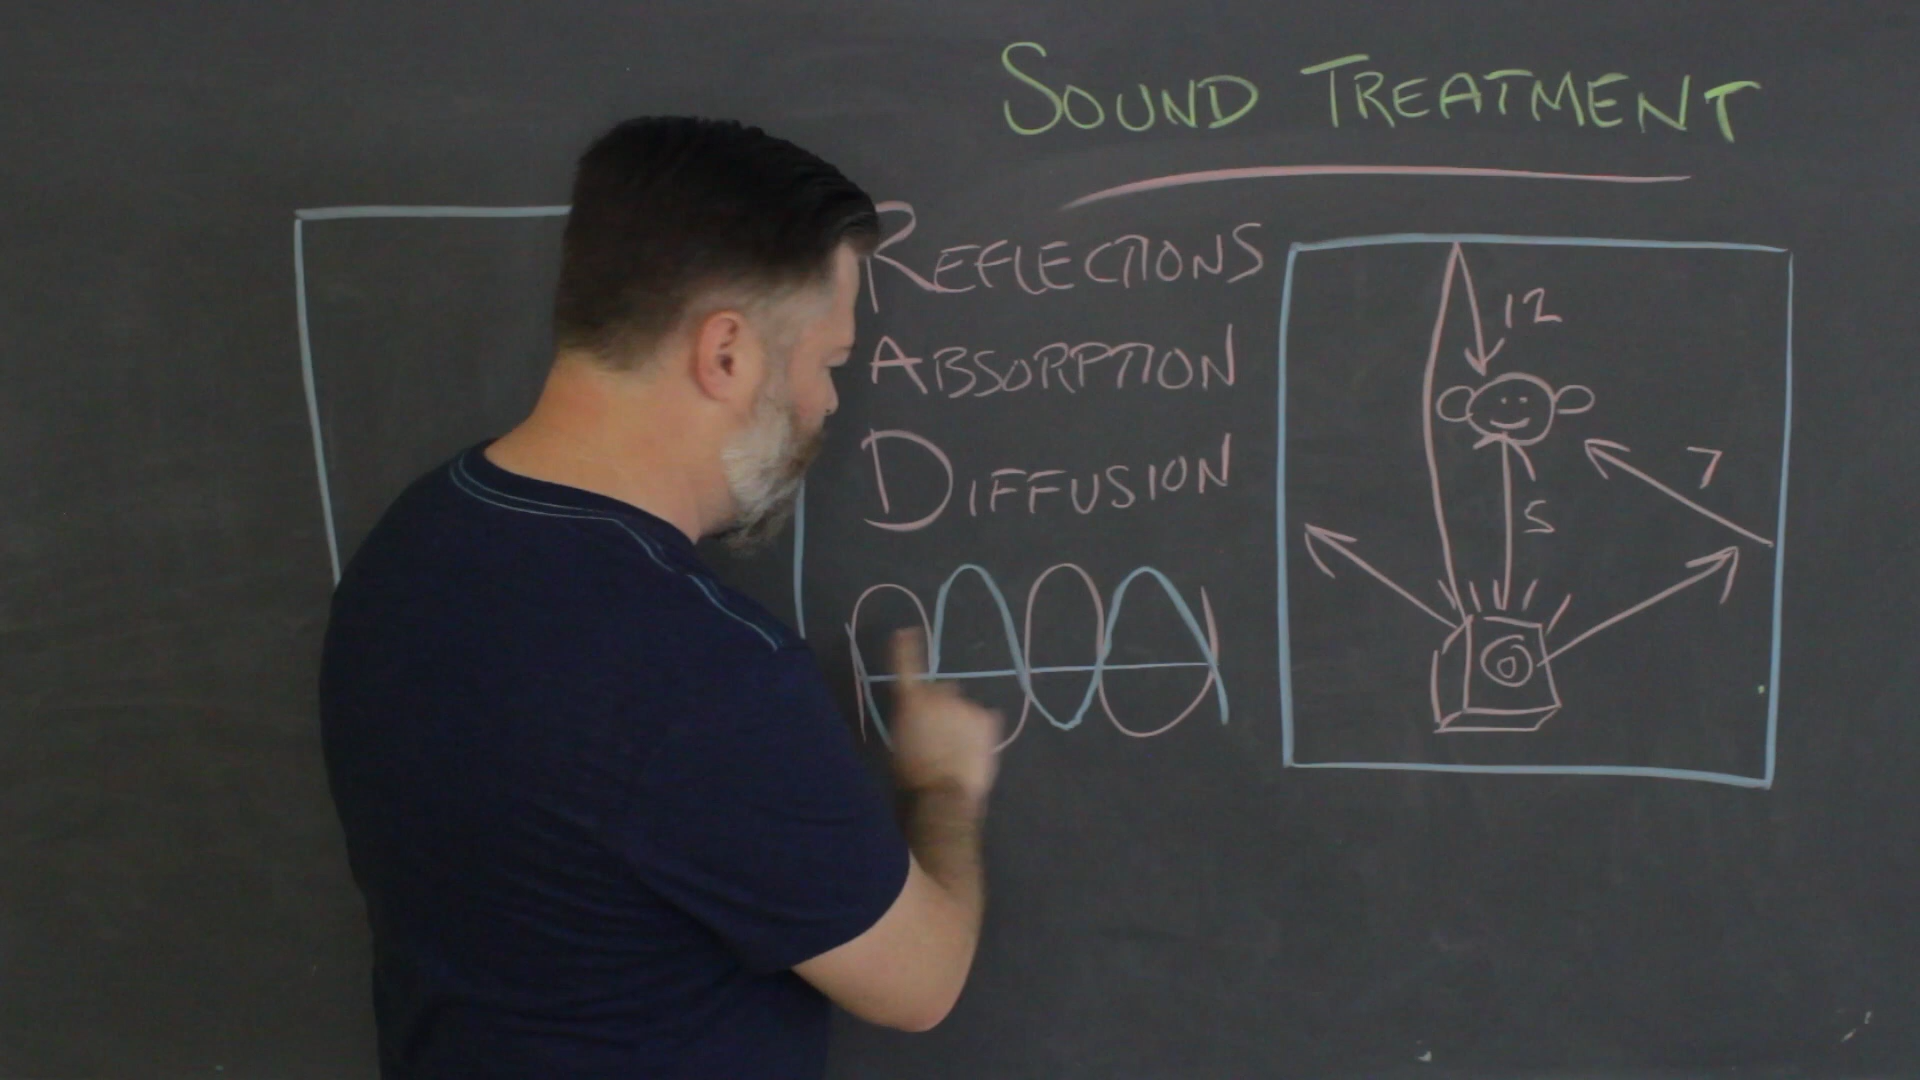 SOUND TREATMENT
REFLECTIONS
ABSORPTION
DIFFUSION
12
7
5